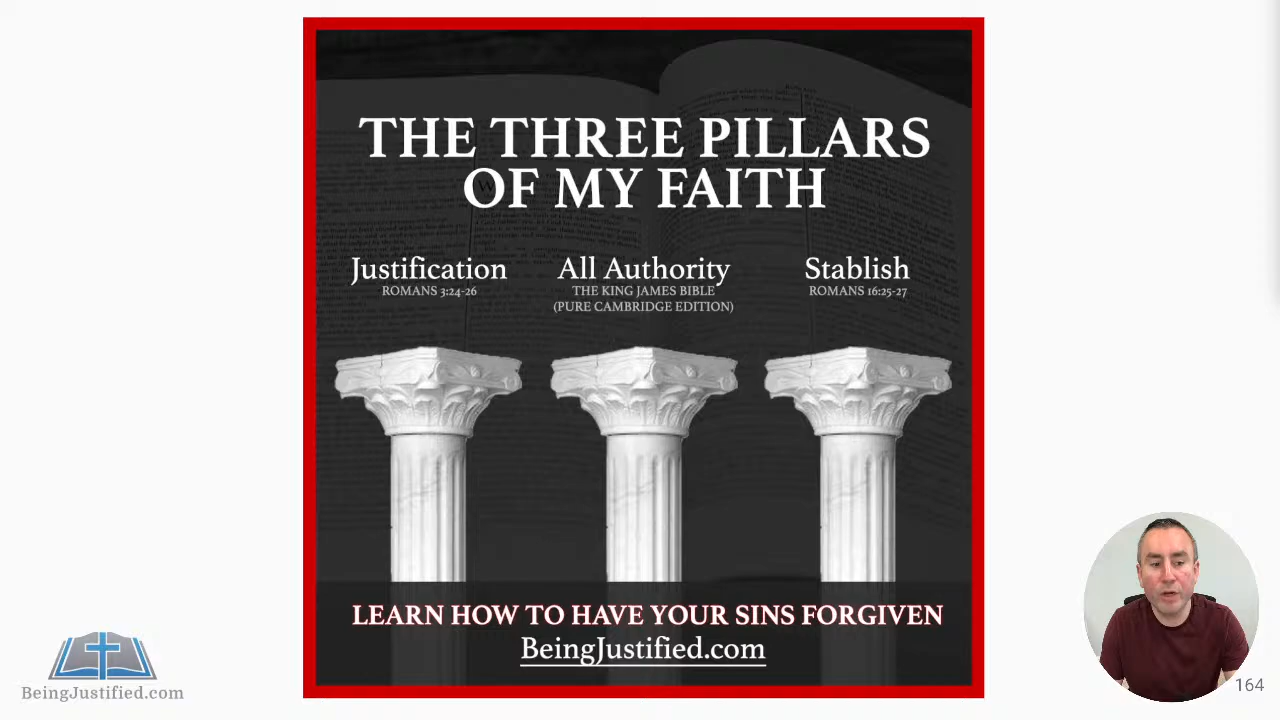 THE THREE PILLARS
OF MY FAITH
Justification
ROMANS 3:24-26
All Authority
THE KING JAMES BIBLE
(PURE CAMBRIDGE EDITION)
Stablish
ROMANS 16:25-27
LEARN HOW TO HAVE YOUR SINS FORGIVEN
BeingJustified.com
BeingJustified.com
164